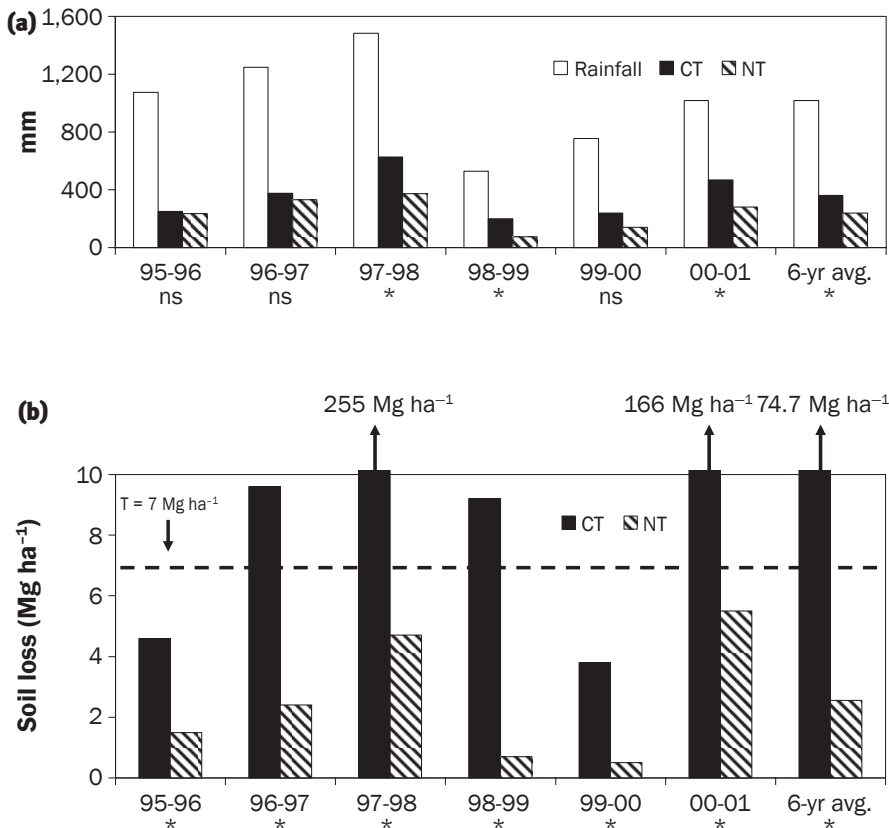 (a)
1,600
1,200
800
400
0
mm
Rainfall CT NT
95-96 96-97 97-98 98-99 99-00 00-01 6-yr avg.
ns ns * * ns * *
(b)
255 Mg ha⁻¹ 166 Mg ha⁻¹ 74.7 Mg ha⁻¹
10
8
6
4
2
0
Soil loss (Mg ha⁻¹)
T = 7 Mg ha⁻¹
CT NT
95-96 96-97 97-98 98-99 99-00 00-01 6-yr avg.
* * * * * * *